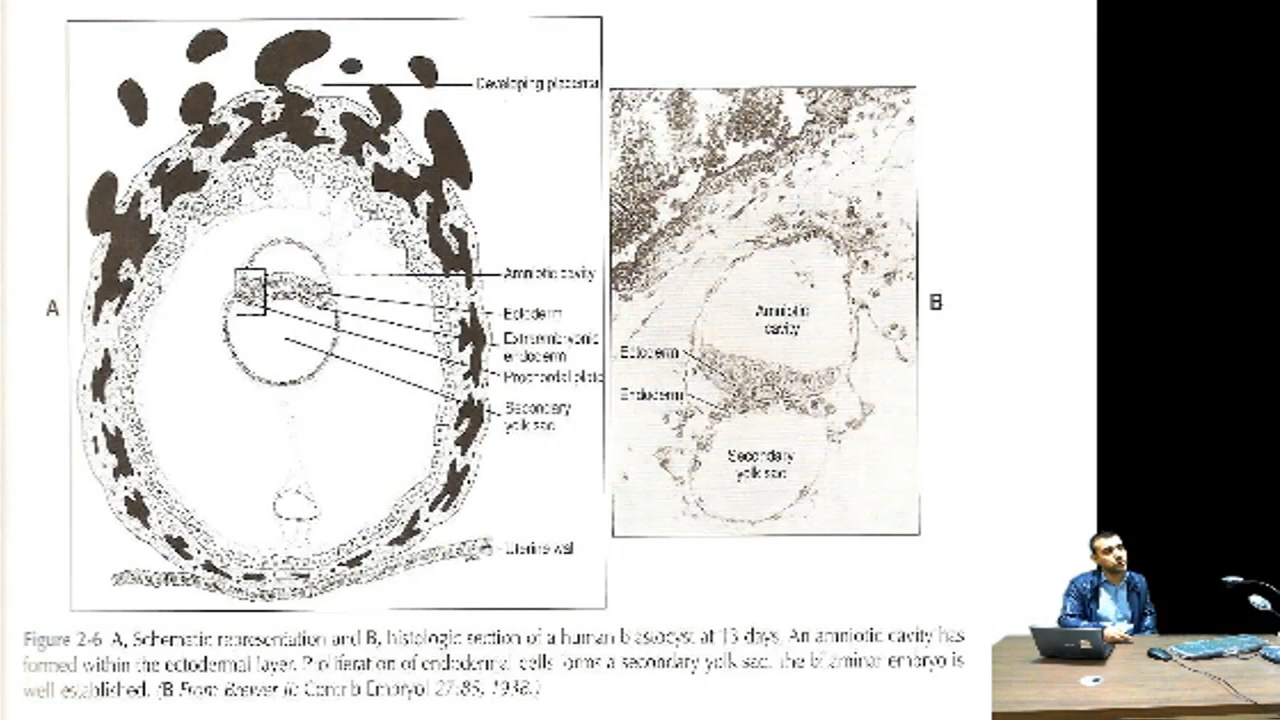 A
Developing placenta
Amniotic cavity
Ectoderm
Extraembryonic
endoderm
Prochordal plate
Secondary
yolk sac
Uterine wall
B
Amniotic
cavity
Ectoderm
Endoderm
Secondary
yolk sac
Figure 2-6 A, Schematic representation and B, histologic section of a human blastocyst at 13 days. An amniotic cavity has
formed within the ectodermal layer. Proliferation of endodermal cells forms a secondary yolk sac. The bilaminar embryo is
well established. (B From Brewer JI: Contrib Embryol 27:85, 1938.)